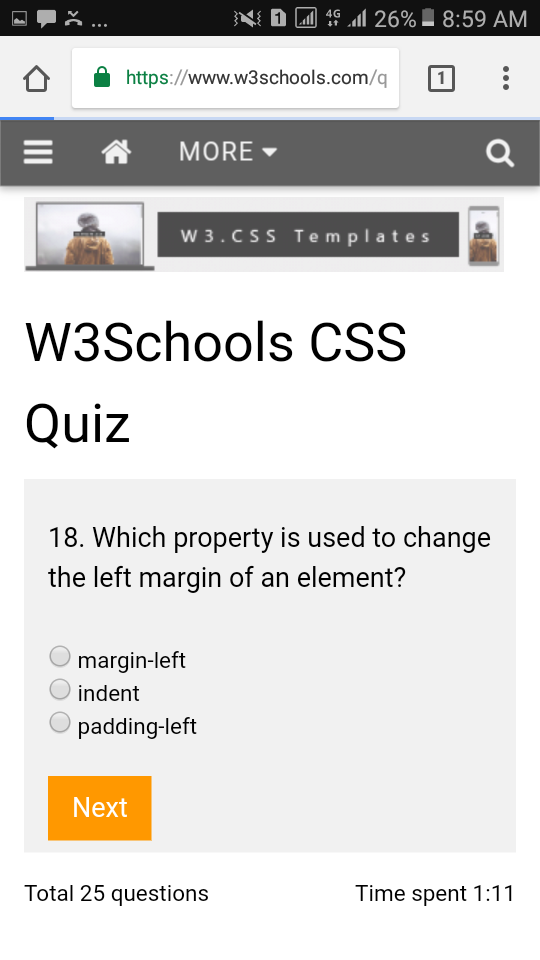 ... 1 4G 26% 8:59 AM
https://www.w3schools.com/q 1
MORE
W3.CSS Templates
W3Schools CSS
Quiz
18. Which property is used to change
the left margin of an element?
margin-left
indent
padding-left
Next
Total 25 questions Time spent 1:11